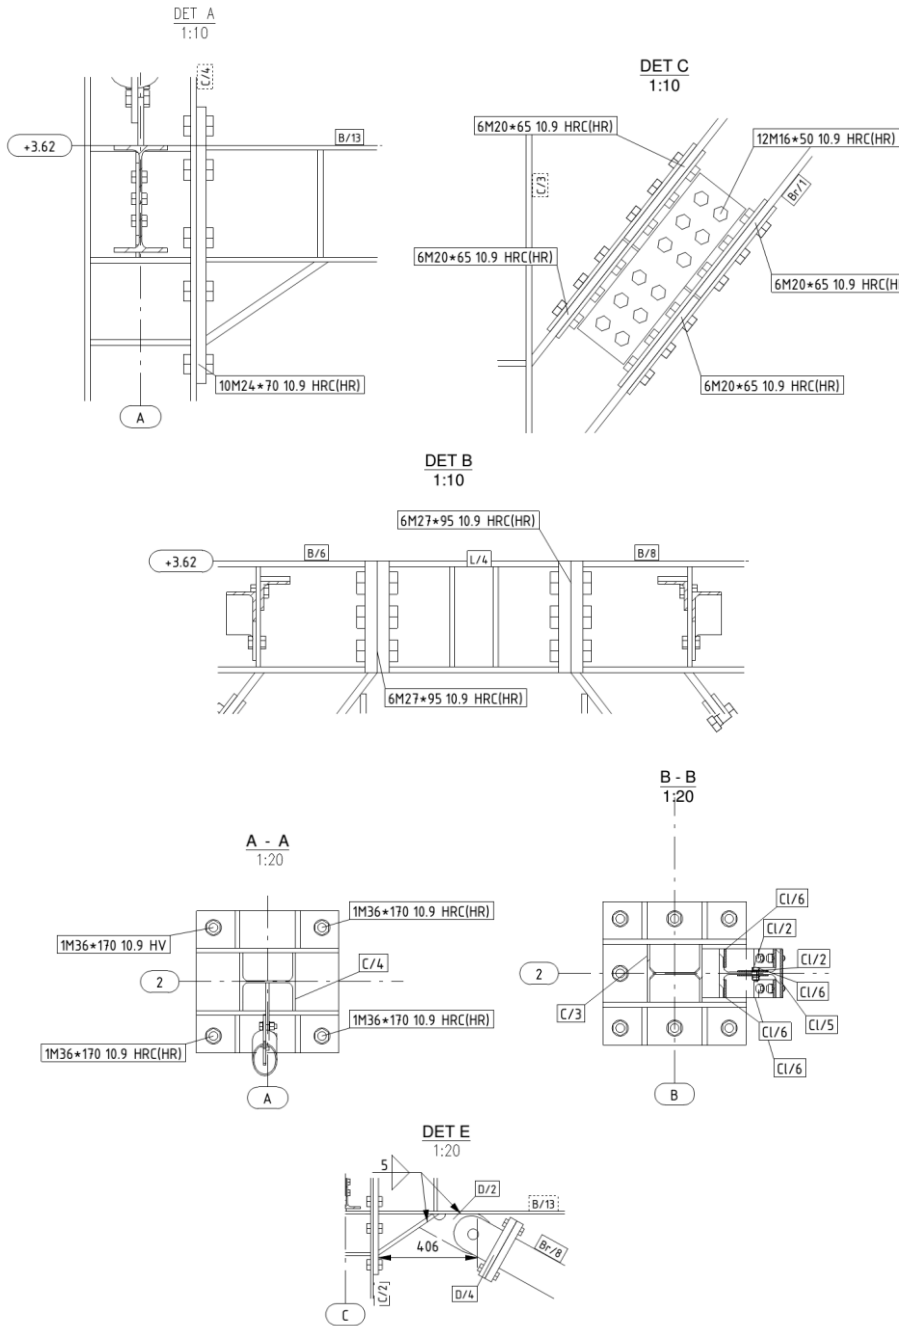 DET A
1:10
C/4
+3.62
B/13
10M24*70 10.9 HRC(HR)
A
DET C
1:10
6M20*65 10.9 HRC(HR)
12M16*50 10.9 HRC(HR)
C/3
Br/1
6M20*65 10.9 HRC(HR)
6M20*65 10.9 HRC(H
6M20*65 10.9 HRC(HR)
DET B
1:10
6M27*95 10.9 HRC(HR)
+3.62
B/6
L/4
B/8
6M27*95 10.9 HRC(HR)
A - A
1:20
1M36*170 10.9 HRC(HR)
1M36*170 10.9 HV
C/4
2
1M36*170 10.9 HRC(HR)
1M36*170 10.9 HRC(HR)
A
B - B
1:20
Cl/6
Cl/2
Cl/2
2
Cl/6
C/3
Cl/6
Cl/5
Cl/6
B
DET E
1:20
5
D/2
B/13
406
Br/8
C/2
D/4
C